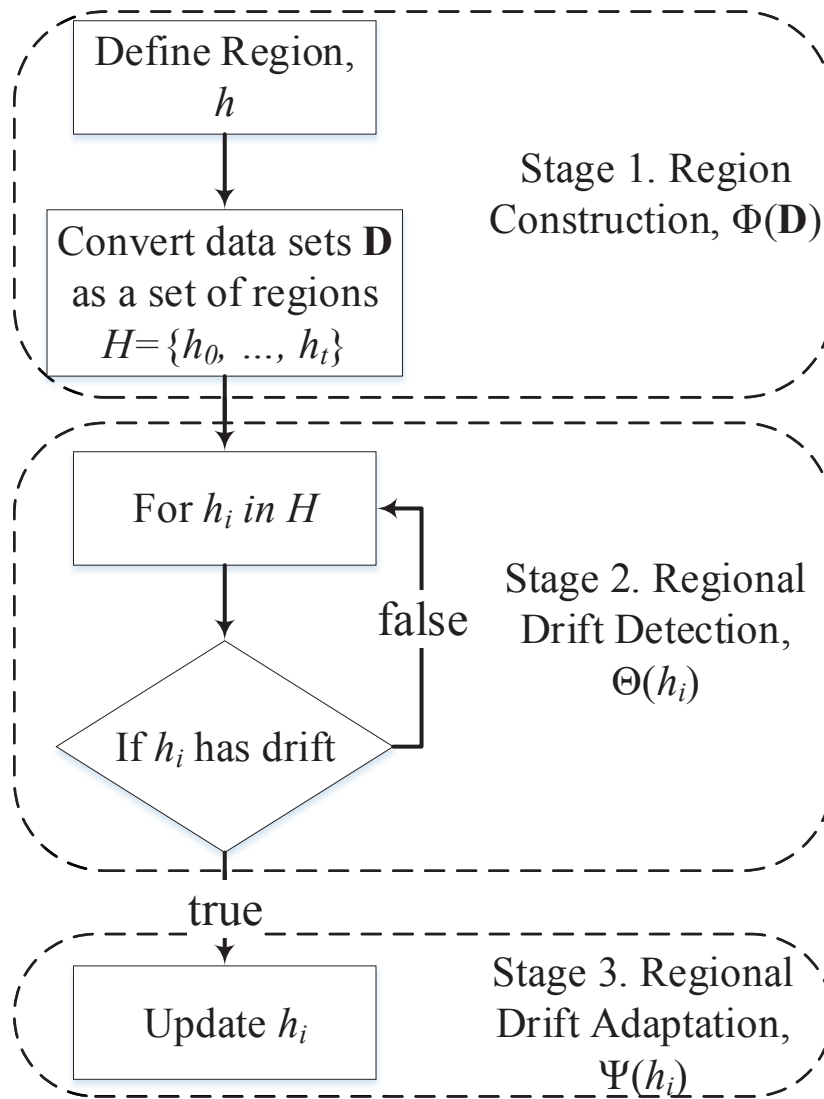 Define Region,
h
Stage 1. Region
Construction, Φ(D)
Convert data sets D
as a set of regions
H={h0, ..., ht}
For hi in H
Stage 2. Regional
Drift Detection,
Θ(hi)
false
If hi has drift
true
Stage 3. Regional
Drift Adaptation,
Ψ(hi)
Update hi